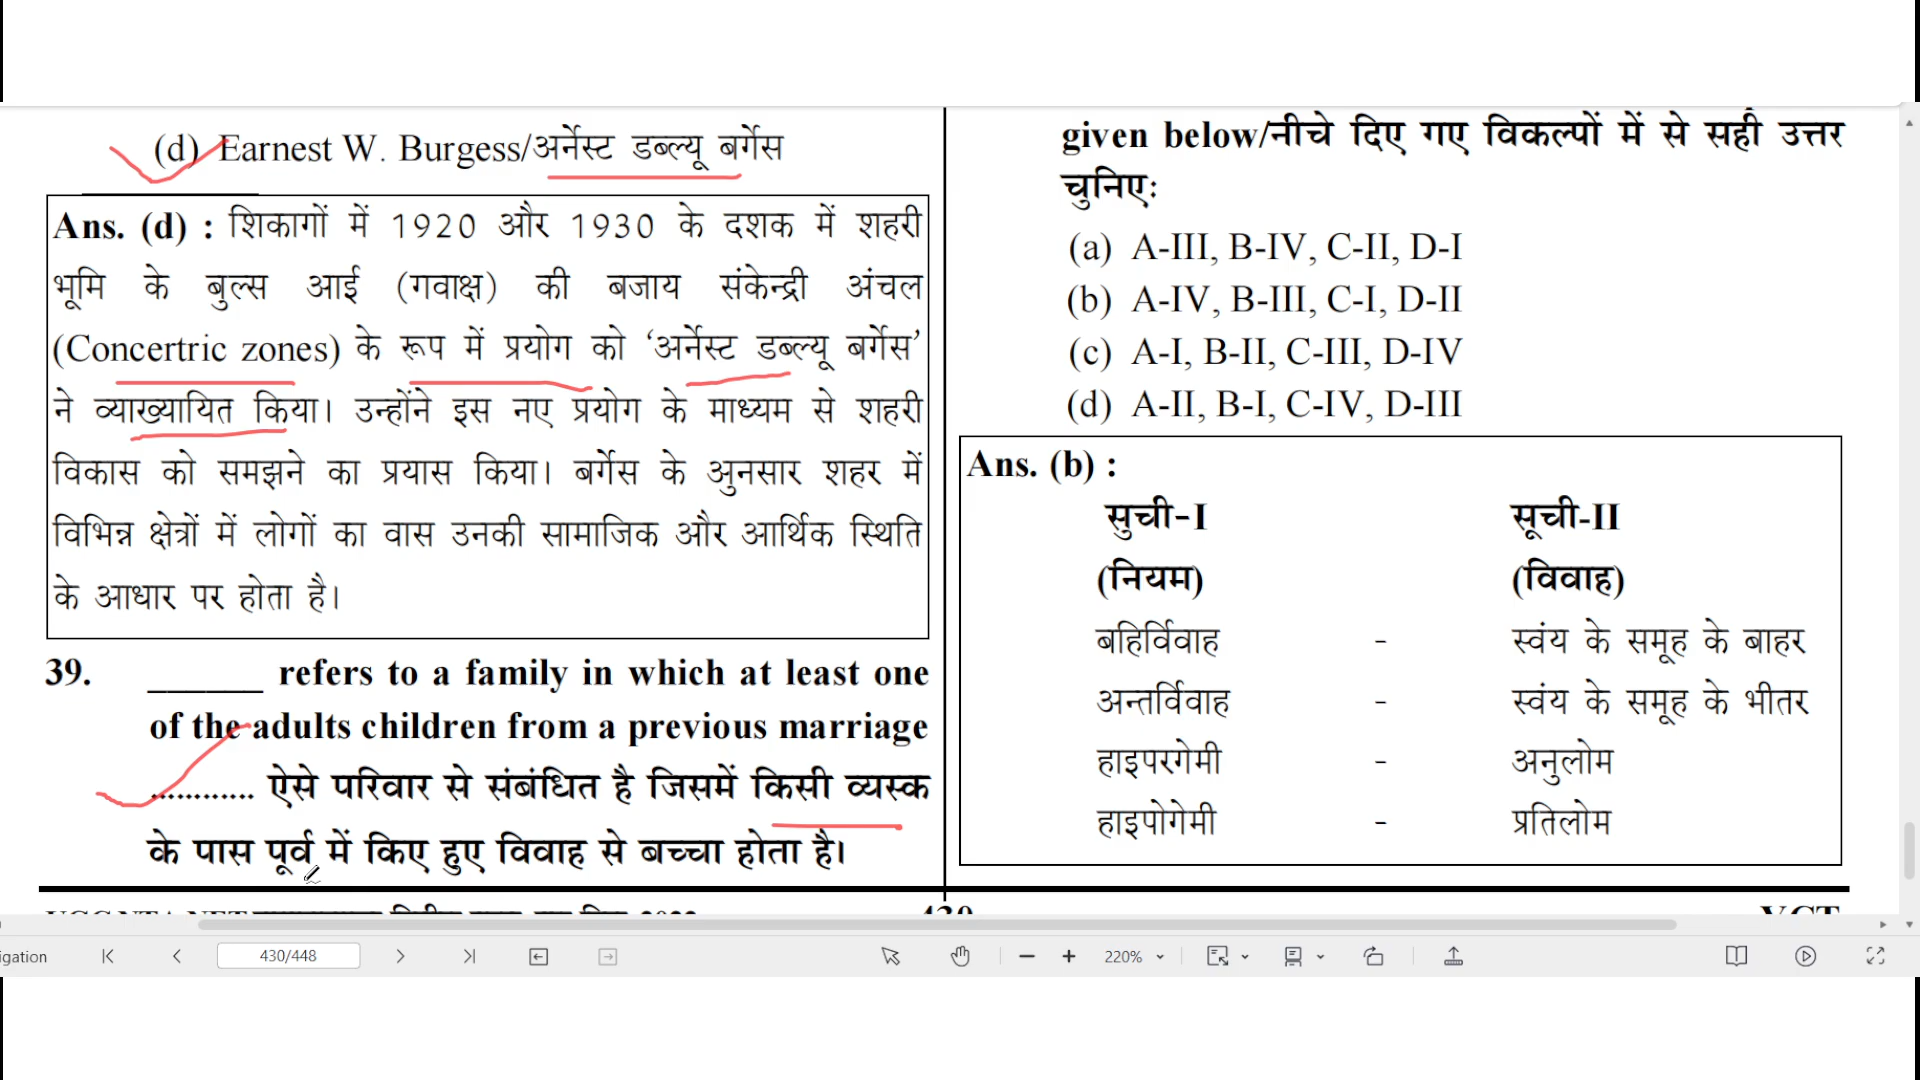 (d) Earnest W. Burgess/अर्नेस्ट डब्ल्यू बर्गेस
Ans. (d) : शिकागों में 1920 और 1930 के दशक में शहरी
भूमि के बुल्स आई (गवाक्ष) की बजाय संकेन्द्री अंचल
(Concertric zones) के रूप में प्रयोग को ‘अर्नेस्ट डब्ल्यू बर्गेस’
ने व्याख्यायित किया। उन्होंने इस नए प्रयोग के माध्यम से शहरी
विकास को समझने का प्रयास किया। बर्गेस के अुनसार शहर में
विभिन्न क्षेत्रों में लोगों का वास उनकी सामाजिक और आर्थिक स्थिति
के आधार पर होता है।
39. ______ refers to a family in which at least one
of the adults children from a previous marriage
............ ऐसे परिवार से संबंधित है जिसमें किसी व्यस्क
के पास पूर्व में किए हुए विवाह से बच्चा होता है।
given below/नीचे दिए गए विकल्पों में से सही उत्तर
चुनिए:
(a) A-III, B-IV, C-II, D-I
(b) A-IV, B-III, C-I, D-II
(c) A-I, B-II, C-III, D-IV
(d) A-II, B-I, C-IV, D-III
Ans. (b) :
सुची-I सूची-II
(नियम) (विवाह)
बहिर्विवाह - स्वंय के समूह के बाहर
अन्तर्विवाह - स्वंय के समूह के भीतर
हाइपरगेमी - अनुलोम
हाइपोगेमी - प्रतिलोम
430 YCT
igation 430/448 220%